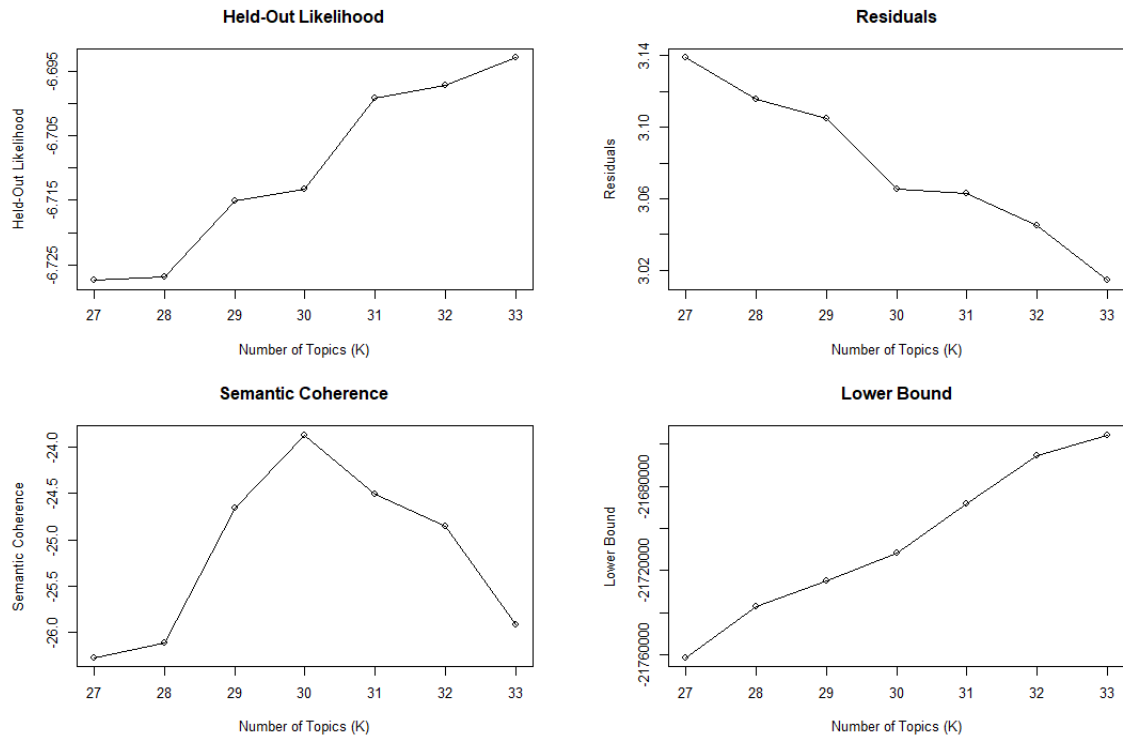 Held-Out Likelihood
Held-Out Likelihood
-6.695
-6.705
-6.715
-6.725
27 28 29 30 31 32 33
Number of Topics (K)
Residuals
Residuals
3.14
3.10
3.06
3.02
27 28 29 30 31 32 33
Number of Topics (K)
Semantic Coherence
Semantic Coherence
-24.0
-24.5
-25.0
-25.5
-26.0
27 28 29 30 31 32 33
Number of Topics (K)
Lower Bound
Lower Bound
-21680000
-21720000
-21760000
27 28 29 30 31 32 33
Number of Topics (K)